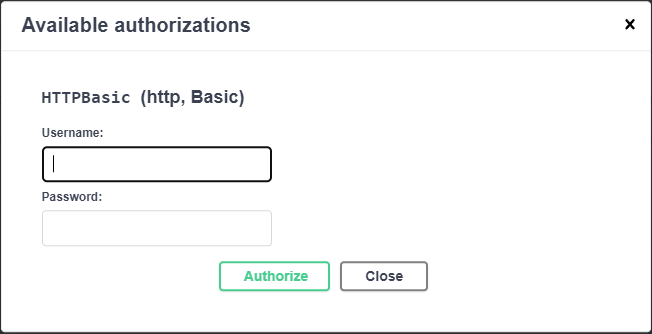 Available authorizations
HTTPBasic (http, Basic)
Username:
Password:
Authorize Close